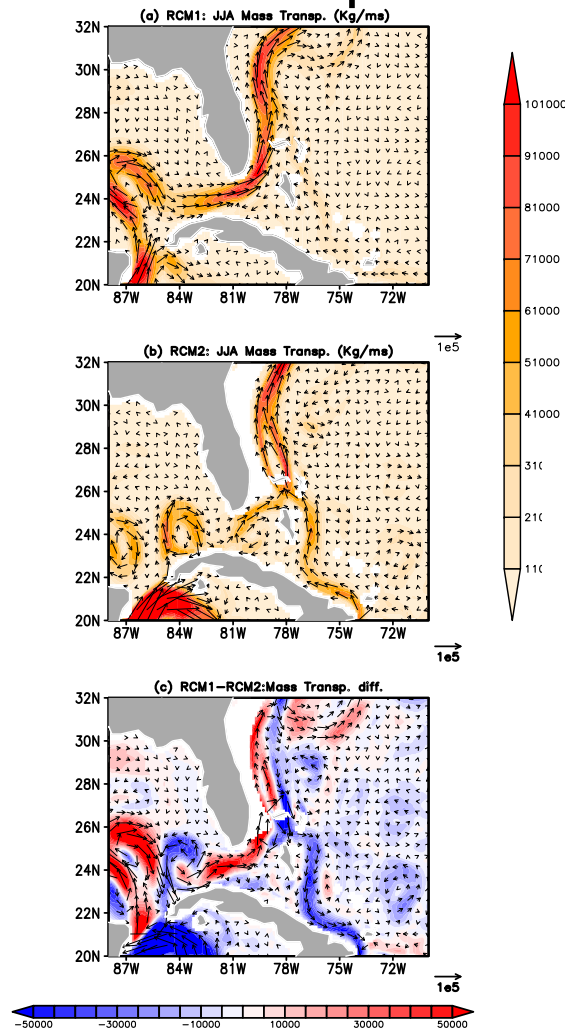 (a) RCM1: JJA Mass Transp. (Kg/ms)
32N
30N
28N
26N
24N
22N
20N
87W 84W 81W 78W 75W 72W
1e5
(b) RCM2: JJA Mass Transp. (Kg/ms)
32N
30N
28N
26N
24N
22N
20N
87W 84W 81W 78W 75W 72W
1e5
(c) RCM1-RCM2:Mass Transp. diff.
32N
30N
28N
26N
24N
22N
20N
87W 84W 81W 78W 75W 72W
1e5
101000
91000
81000
71000
61000
51000
41000
-50000 -30000 -10000 10000 30000 50000